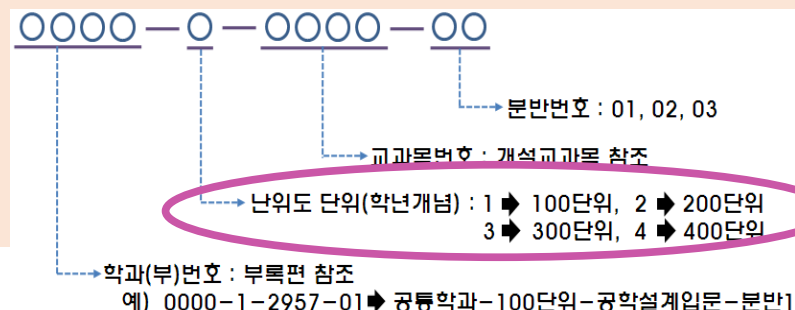 ○○○○ － ○ － ○○○○ － ○○
분반번호 : 01, 02, 03
교과목번호 : 개설교과목 참조
난위도 단위(학년개념) : 1 ➡ 100단위, 2 ➡ 200단위
3 ➡ 300단위, 4 ➡ 400단위
학과(부)번호 : 부록편 참조
예) 0000-1-2957-01➡ 공통학과-100단위-공학설계입문-분반1